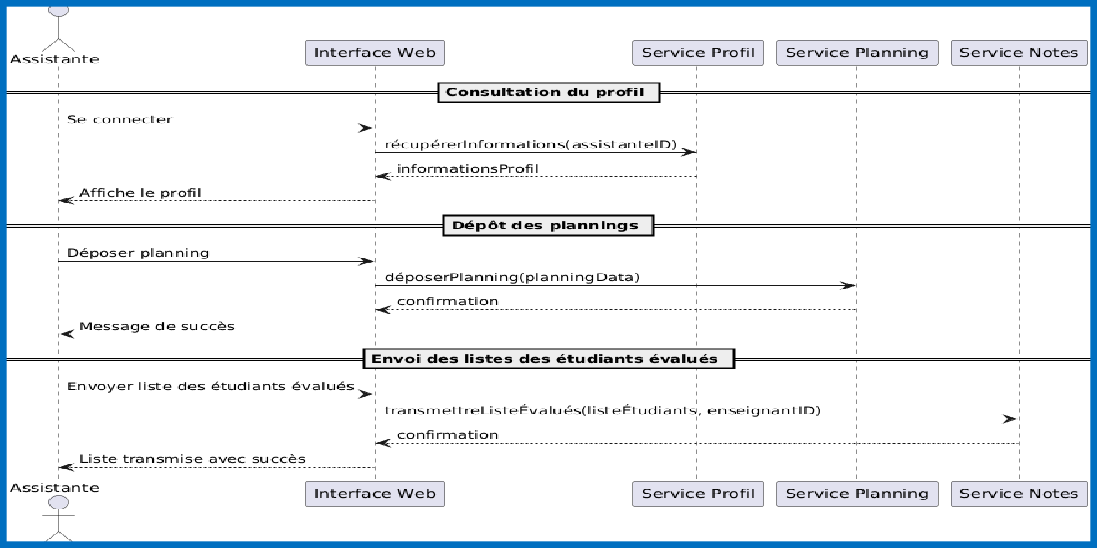 Assistante
Interface Web
Service Profil
Service Planning
Service Notes
Consultation du profil
Se connecter
récupérerInformations(assistanteID)
informationsProfil
Affiche le profil
Dépôt des plannings
Déposer planning
déposerPlanning(planningData)
confirmation
Message de succès
Envoi des listes des étudiants évalués
Envoyer liste des étudiants évalués
transmettreListeÉvalués(listeÉtudiants, enseignantID)
confirmation
Liste transmise avec succès
Assistante
Interface Web
Service Profil
Service Planning
Service Notes